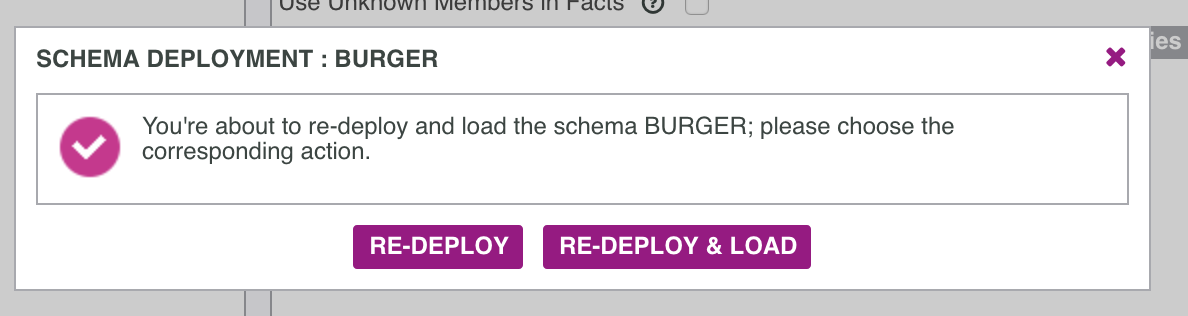 Use Unknown Members in Facts ?
ies
SCHEMA DEPLOYMENT : BURGER
You're about to re-deploy and load the schema BURGER; please choose the
corresponding action.
RE-DEPLOY
RE-DEPLOY & LOAD